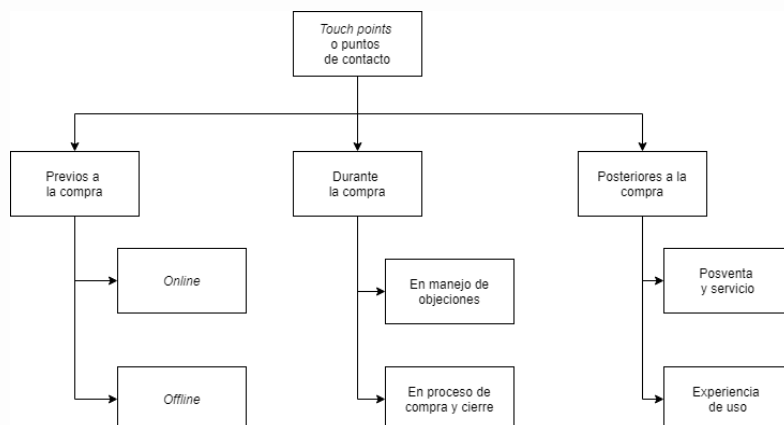 Touch points
o puntos
de contacto
Previos a
la compra
Durante
la compra
Posteriores a la
compra
Online
En manejo de
objeciones
Posventa
y servicio
Offline
En proceso de
compra y cierre
Experiencia
de uso